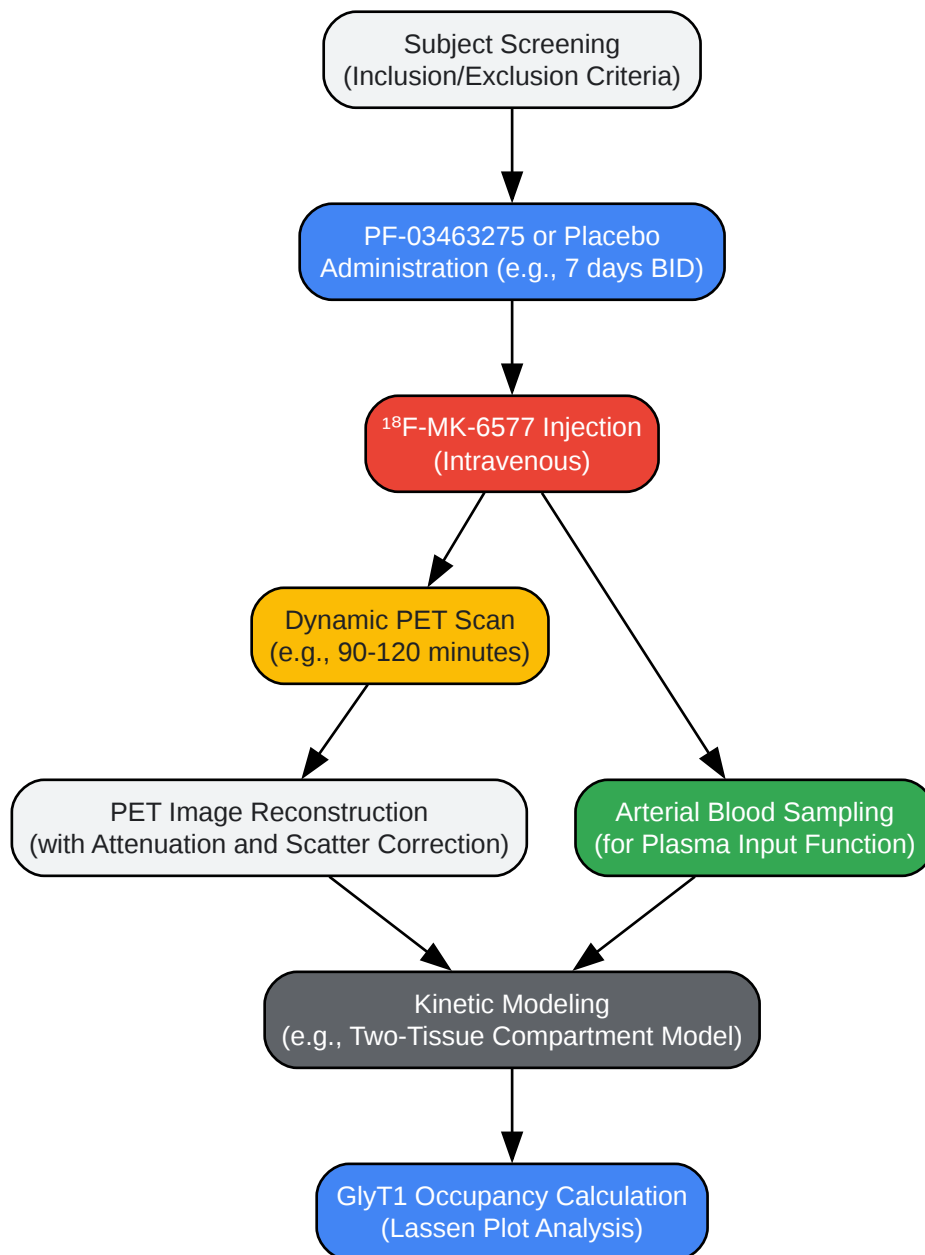 Subject Screening
(Inclusion/Exclusion Criteria)
PF-03463275 or Placebo
Administration (e.g., 7 days BID)
¹⁸F-MK-6577 Injection
(Intravenous)
Dynamic PET Scan
(e.g., 90-120 minutes)
PET Image Reconstruction
(with Attenuation and Scatter Correction)
Arterial Blood Sampling
(for Plasma Input Function)
Kinetic Modeling
(e.g., Two-Tissue Compartment Model)
GlyT1 Occupancy Calculation
(Lassen Plot Analysis)